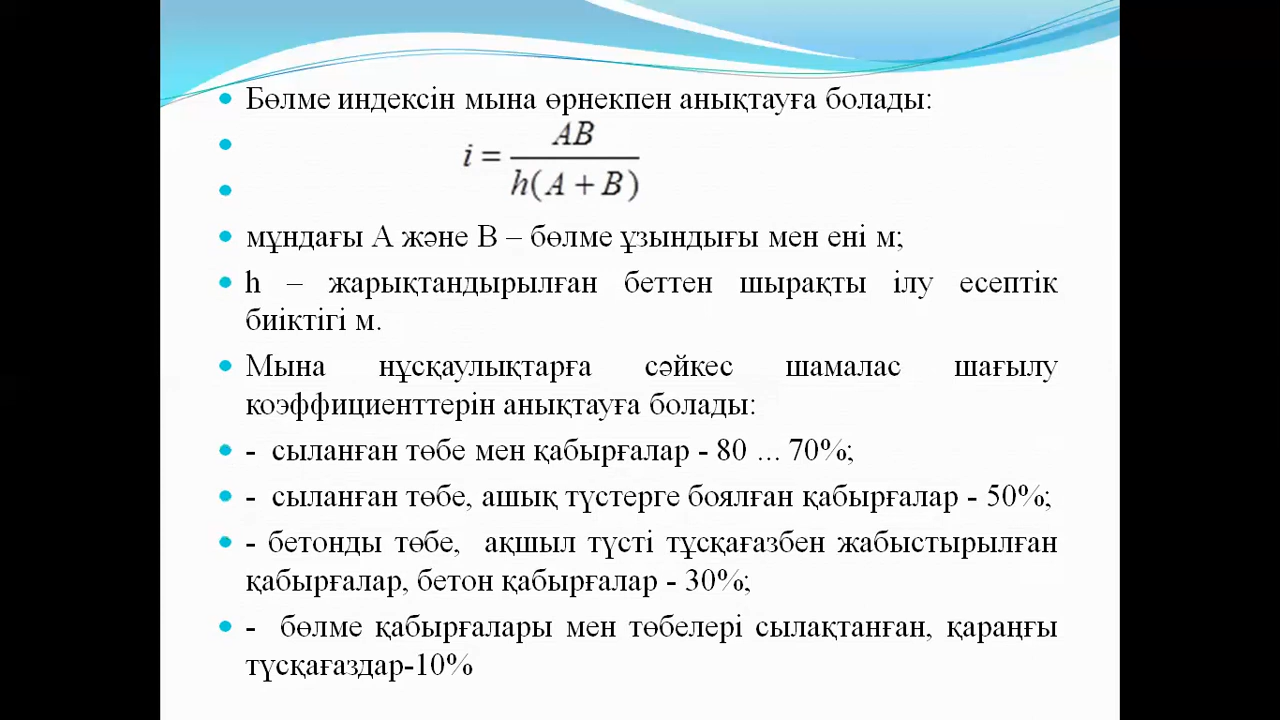 Бөлме индексін мына өрнекпен анықтауға болады:
i = AB / h(A + B)
мұндағы А және В – бөлме ұзындығы мен ені м;
h – жарықтандырылған беттен шырақты ілу есептік
биіктігі м.
Мына нұсқаулықтарға сәйкес шамалас шағылу
коэффициенттерін анықтауға болады:
- сыланған төбе мен қабырғалар - 80 ... 70%;
- сыланған төбе, ашық түстерге боялған қабырғалар - 50%;
- бетонды төбе, ақшыл түсті тұсқағазбен жабыстырылған
қабырғалар, бетон қабырғалар - 30%;
- бөлме қабырғалары мен төбелері сылақтанған, қараңғы
түсқағаздар-10%